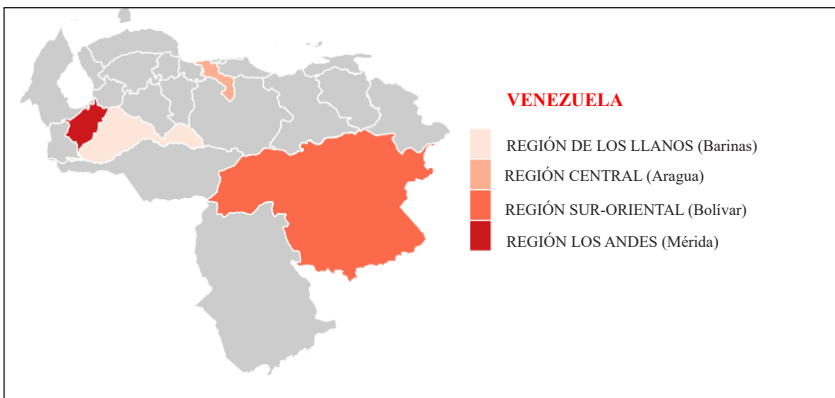 VENEZUELA
REGIÓN DE LOS LLANOS (Barinas)
REGIÓN CENTRAL (Aragua)
REGIÓN SUR-ORIENTAL (Bolívar)
REGIÓN LOS ANDES (Mérida)